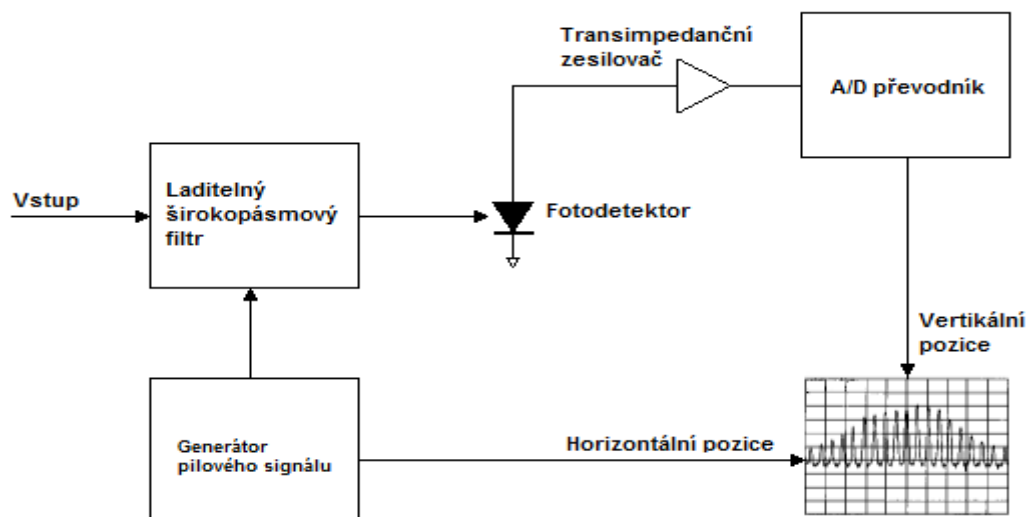 Transimpedanční
zesilovač
A/D převodník
Vstup
Laditelný
širokopásmový
filtr
Fotodetektor
Vertikální
pozice
Generátor
pilového signálu
Horizontální pozice